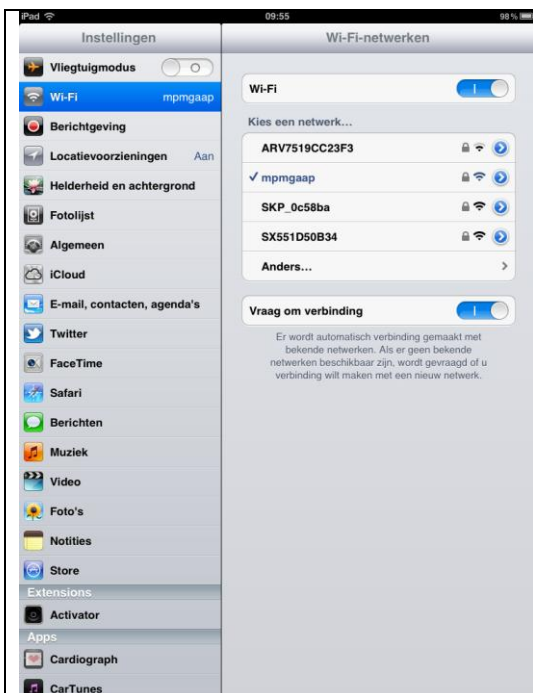 iPad 09:55 98 %
Instellingen
Vliegtuigmodus
Wi-Fi mpmgaap
Berichtgeving
Locatievoorzieningen Aan
Helderheid en achtergrond
Fotolijst
Algemeen
iCloud
E-mail, contacten, agenda's
Twitter
FaceTime
Safari
Berichten
Muziek
Video
Foto's
Notities
Store
Extensions
Activator
Apps
Cardiograph
CarTunes
Wi-Fi-netwerken
Wi-Fi
Kies een netwerk...
ARV7519CC23F3
mpmgaap
SKP_0c58ba
SX551D50B34
Anders...
Vraag om verbinding
Er wordt automatisch verbinding gemaakt met
bekende netwerken. Als er geen bekende
netwerken beschikbaar zijn, wordt gevraagd of u
verbinding wilt maken met een nieuw netwerk.